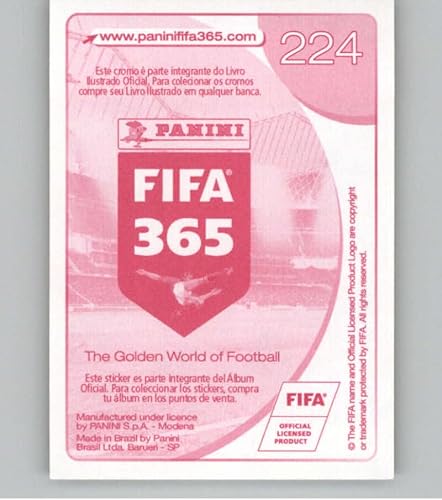 www.paninififa365.com
224
Este cromo é parte integrante do Livro
Ilustrado Oficial. Para colecionar os cromos
compre seu Livro Ilustrado em qualquer banca.
PANINI
FIFA®
365
The Golden World of Football
Este sticker es parte integrante del Álbum
Oficial. Para coleccionar los stickers, compra
tu álbum en los puntos de venta.
Manufactured under licence
by PANINI S.p.A. - Modena
Made in Brazil by Panini
Brasil Ltda. Barueri - SP
FIFA®
OFFICIAL
LICENSED
PRODUCT
© The FIFA name and Official Licensed Product Logo are copyright
or trademark protected by FIFA. All rights reserved.